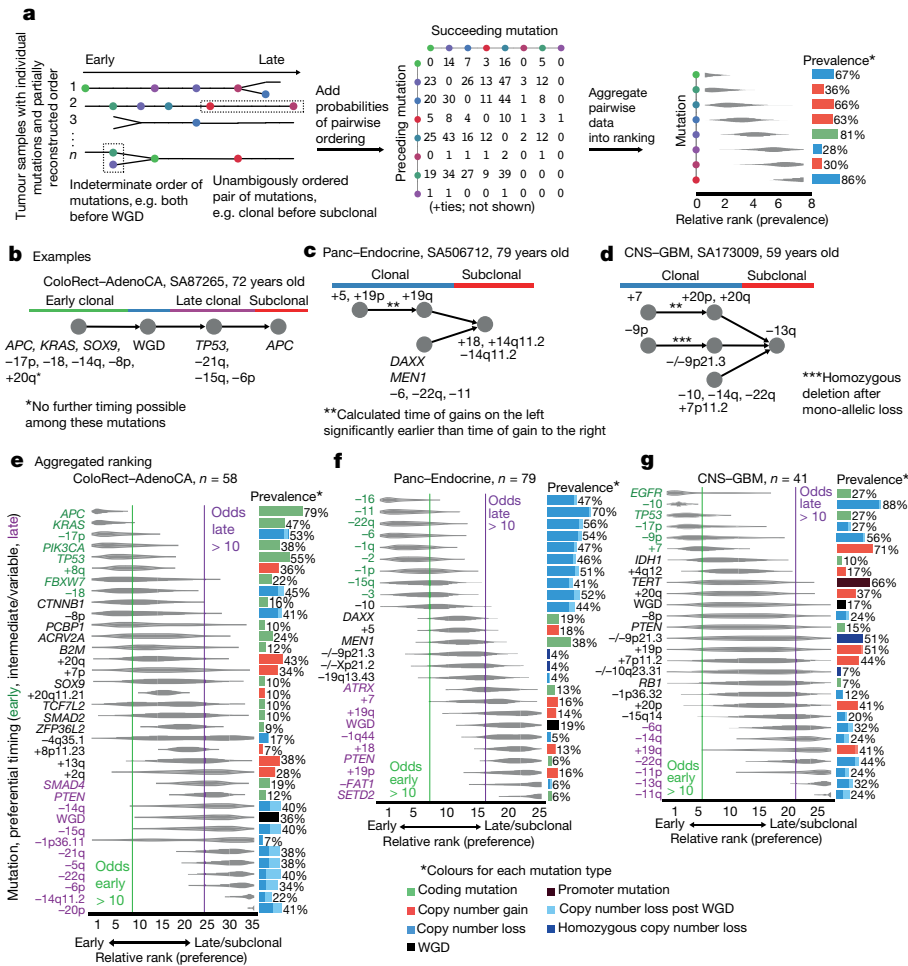 a
Tumour samples with individual
mutations and partially
reconstructed order
Early
Late
1
2
3
:
n
Indeterminate order of
mutations, e.g. both
before WGD
Unambigously ordered
pair of mutations,
e.g. clonal before subclonal
Add
probabilities
of pairwise
ordering
Succeeding mutation
Preceding mutation
0 14 7 3 16 0 5 0
23 0 26 13 47 3 12 0
20 30 0 11 44 1 8 0
5 8 4 0 10 1 3 1
25 43 16 12 0 2 12 0
0 1 1 1 2 0 1 0
19 34 27 9 39 0 0 0
1 1 0 0 1 0 0 0
(+ties; not shown)
Aggregate
pairwise
data
into ranking
Mutation
Prevalence*
67%
36%
66%
63%
81%
28%
30%
86%
0 2 4 6 8
Relative rank (prevalence)
b Examples
ColoRect–AdenoCA, SA87265, 72 years old
Early clonal
Late clonal
Subclonal
APC, KRAS, SOX9,
–17p, –18, –14q, –8p,
+20q*
WGD
TP53,
–21q,
–15q, –6p
APC
*No further timing possible
among these mutations
c Panc–Endocrine, SA506712, 79 years old
Clonal
Subclonal
+5, +19p
+19q
**
+18, +14q11.2
–14q11.2
DAXX
MEN1
–6, –22q, –11
**Calculated time of gains on the left
significantly earlier than time of gain to the right
d CNS–GBM, SA173009, 59 years old
Clonal
Subclonal
+7
+20p, +20q
**
–9p
–13q
***
–/–9p21.3
–10, –14q, –22q
+7p11.2
***Homozygous
deletion after
mono-allelic loss
Mutation, preferential timing (early, intermediate/variable, late)
e Aggregated ranking
ColoRect–AdenoCA, n = 58
Prevalence*
Odds
late
> 10
APC 79%
KRAS 47%
–17p 53%
PIK3CA 38%
TP53 55%
+8q 36%
FBXW7 22%
–18 45%
CTNNB1 16%
–8p 41%
PCBP1 10%
ACRV2A 24%
B2M 12%
+20q 43%
+7p 34%
SOX9 10%
+20q11.21 10%
TCF7L2 10%
SMAD2 10%
ZFP36L2 9%
–4q35.1 17%
+8p11.23 7%
+13q 38%
+2q 28%
SMAD4 19%
PTEN 12%
–14q 40%
WGD 36%
–15q 40%
–1p36.11 7%
–21q 38%
–5q 38%
–22q 40%
–6p 34%
–14q11.2 22%
–20p 41%
Odds
early
> 10
1 5 10 15 20 25 30 35
Early
Late/subclonal
Relative rank (preference)
f
Panc–Endocrine, n = 79
Prevalence*
Odds
late
> 10
–16 47%
–11 70%
–22q 56%
–6 54%
–1q 47%
–2 46%
–1p 51%
–15q 41%
–3 52%
–10 44%
DAXX 19%
+5 18%
MEN1 38%
–/–9p21.3 4%
–/–Xp21.2 4%
–19q13.43 4%
ATRX 13%
+7 16%
+19q 14%
WGD 19%
–1q44 5%
+18 13%
PTEN 6%
+19p 16%
–FAT1 6%
SETD2 6%
Odds
early
> 10
1 5 10 15 20 25
Early
Late/subclonal
Relative rank (preference)
g
CNS–GBM, n = 41
Prevalence*
Odds
late
> 10
EGFR 27%
–10 88%
TP53 27%
–17p 27%
–9p 56%
+7 71%
IDH1 10%
+4q12 17%
TERT 66%
+20q 37%
WGD 17%
–8p 24%
PTEN 15%
–/–9p21.3 51%
+19p 51%
+7p11.2 44%
–/–10q23.31 7%
RB1 7%
–1p36.32 12%
+20p 41%
–15q14 20%
–6q 32%
–14q 24%
+19q 41%
–22q 44%
–11p 24%
–13q 32%
–11q 24%
Odds
early
> 10
1 5 10 15 20 25
Early
Late/subclonal
Relative rank (preference)
*Colours for each mutation type
Coding mutation
Promoter mutation
Copy number gain
Copy number loss post WGD
Copy number loss
Homozygous copy number loss
WGD